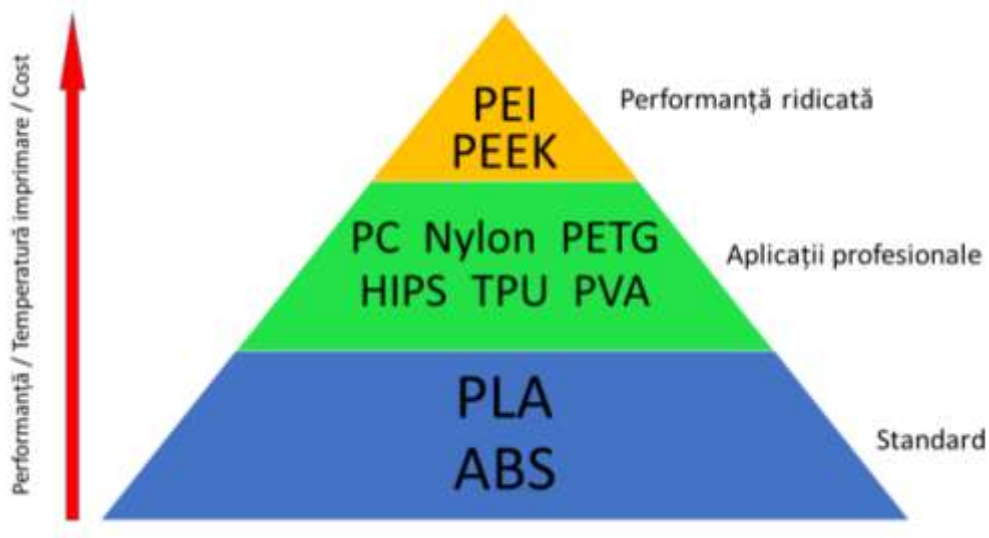 Performanță / Temperatură imprimare / Cost
PEI
PEEK
Performanță ridicată
PC Nylon PETG
HIPS TPU PVA
Aplicații profesionale
PLA
ABS
Standard